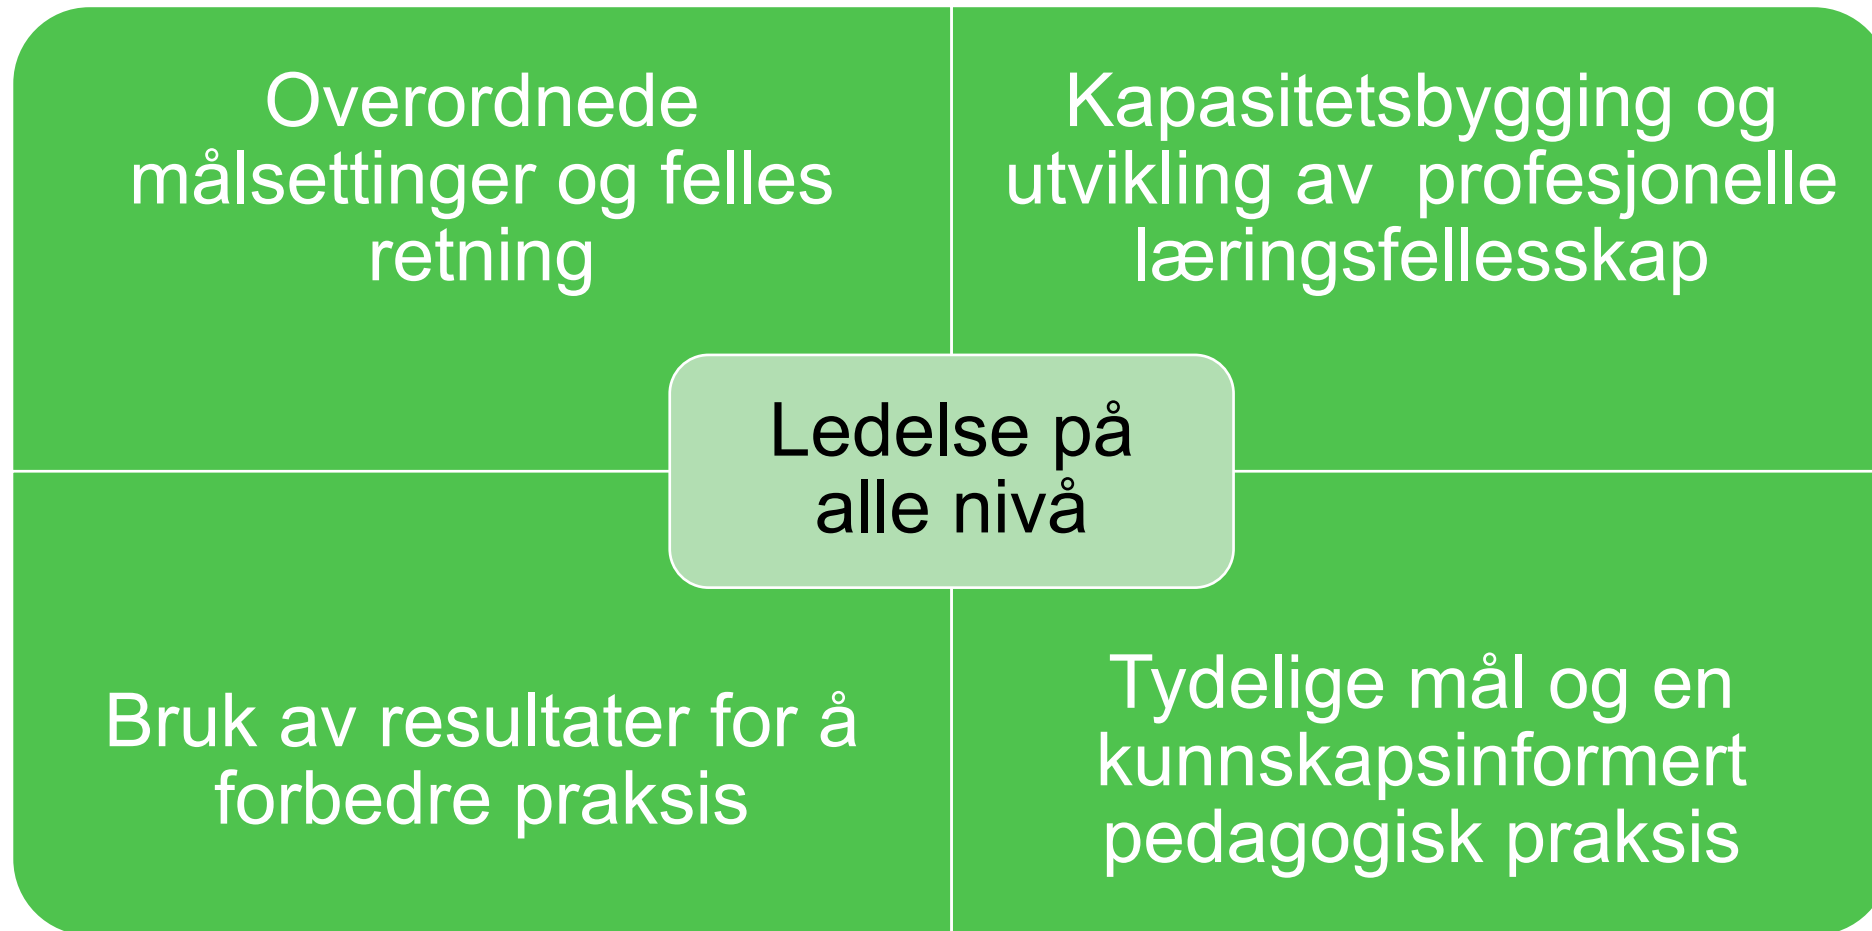 Overordnede
målsettinger og felles
retning
Kapasitetsbygging og
utvikling av  profesjonelle
læringsfellesskap
Ledelse på
alle nivå
Bruk av resultater for å
forbedre praksis
Tydelige mål og en
kunnskapsinformert
pedagogisk praksis